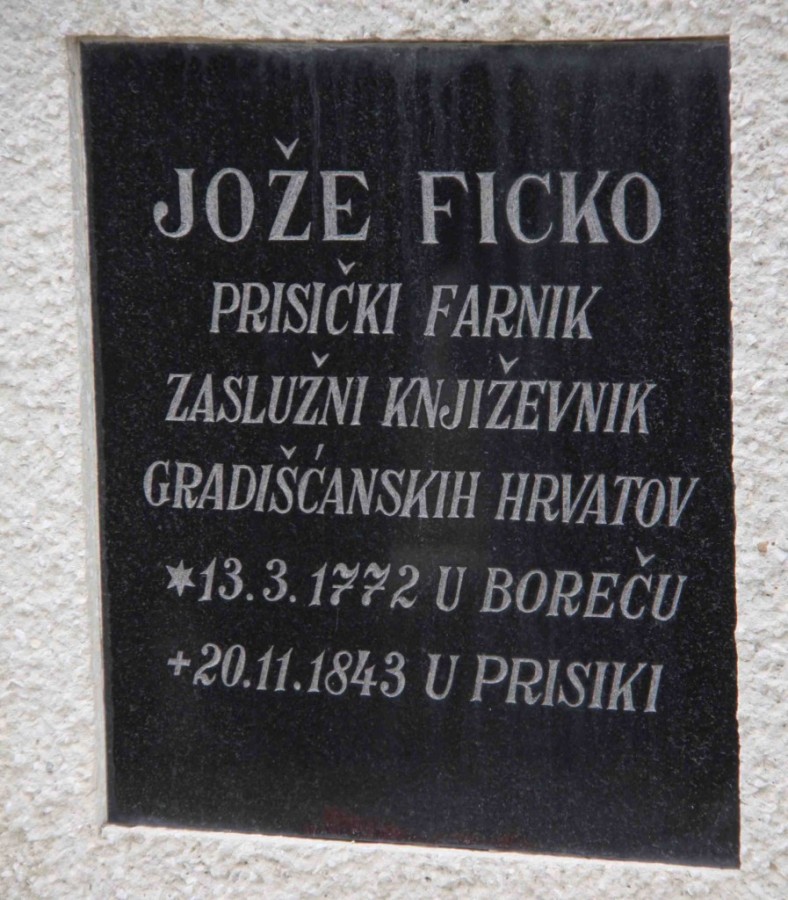 JOŽE FICKO
PRISIČKI FARNIK
ZASLUŽNI KNJIŽEVNIK
GRADIŠĆANSKIH HRVATOV
*13.3.1772 U BOREČU
+20.11.1843 U PRISIKI